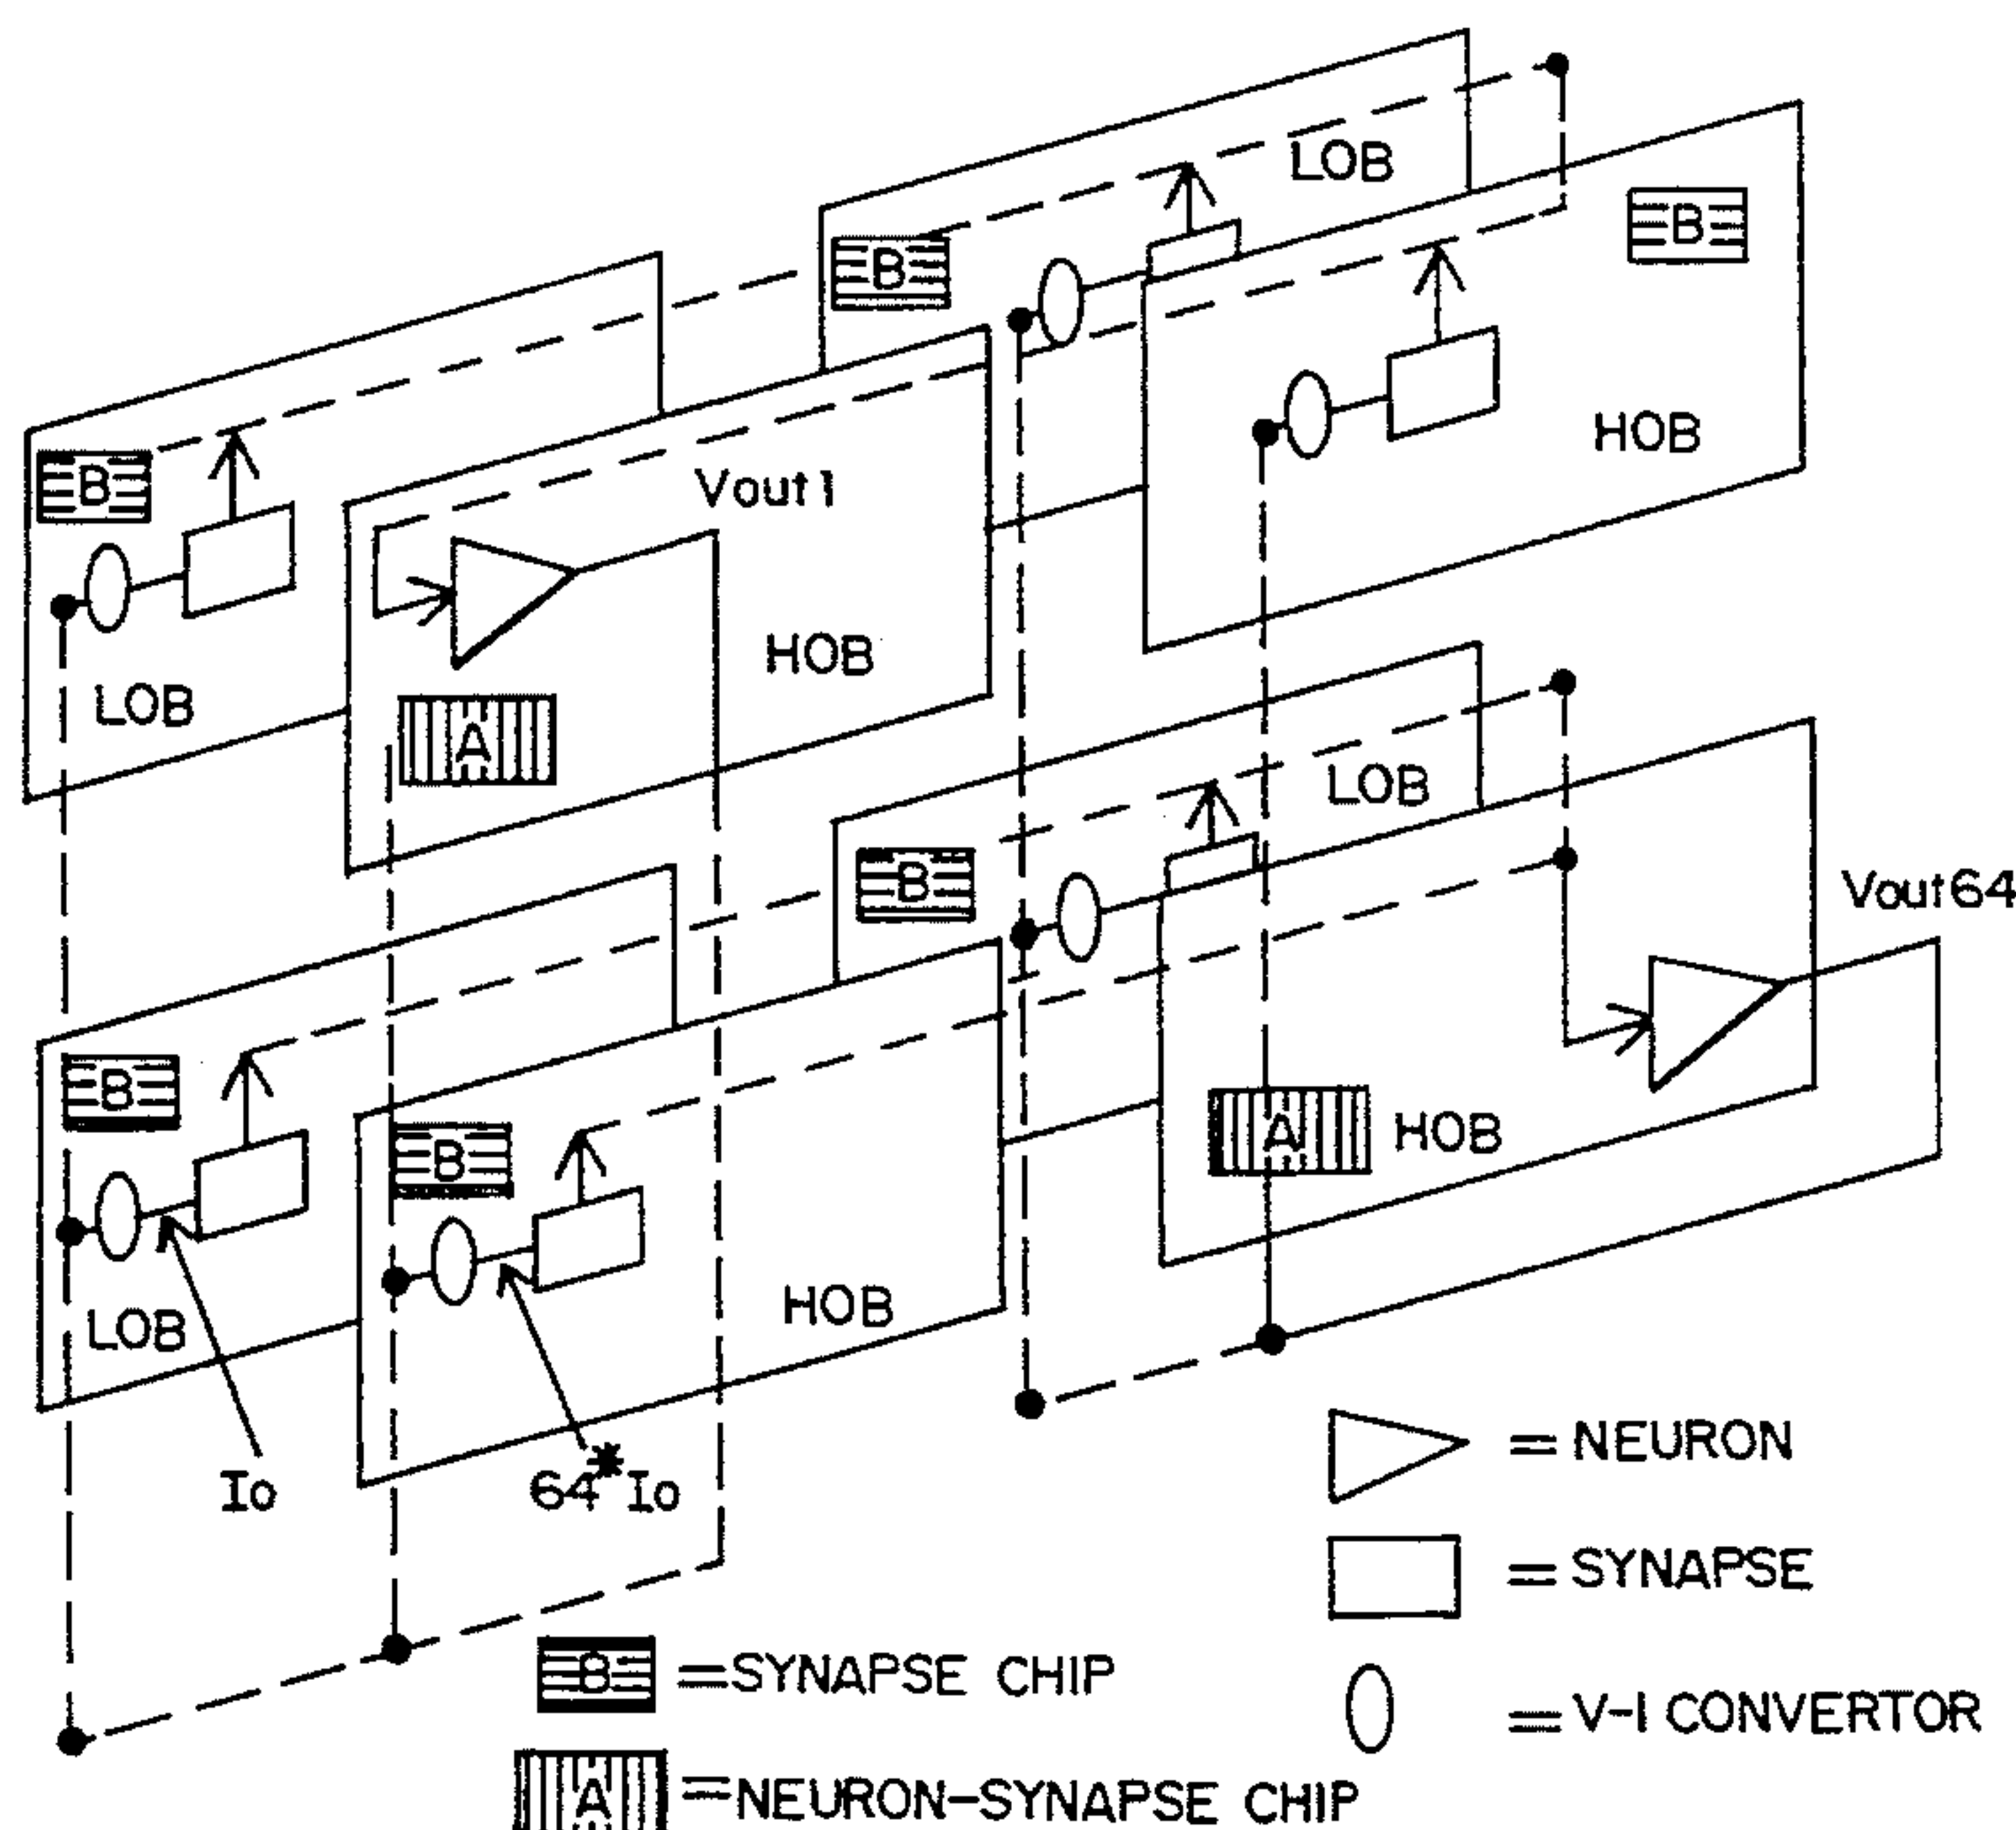 LOB
B
B
HOB
B
Vout1
HOB
LOB
A
LOB
B
Vout64
B
B
A HOB
LOB
HOB
Io
64*Io
= NEURON
= SYNAPSE
B =SYNAPSE CHIP
= V-I CONVERTOR
A =NEURON-SYNAPSE CHIP